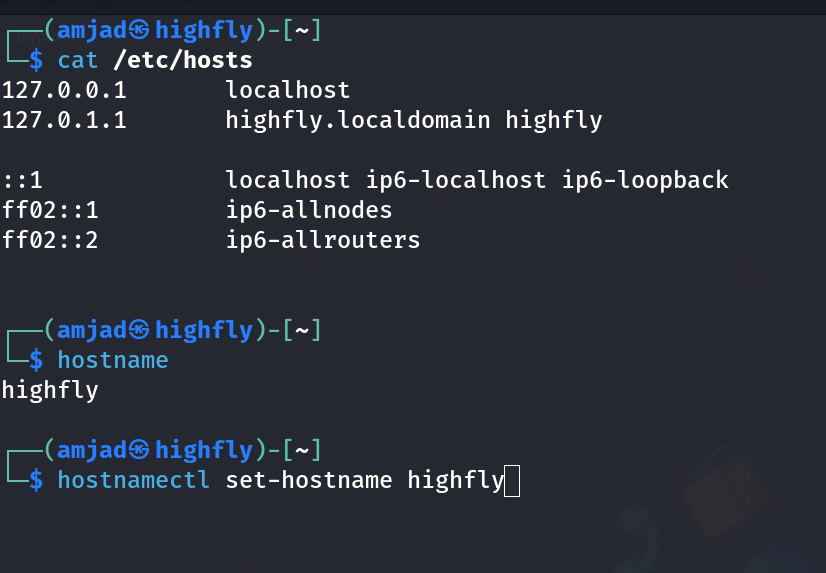 ┌──(amjad㉿highfly)-[~]
└─$ cat /etc/hosts
127.0.0.1       localhost
127.0.1.1       highfly.localdomain highfly
::1             localhost ip6-localhost ip6-loopback
ff02::1         ip6-allnodes
ff02::2         ip6-allrouters
┌──(amjad㉿highfly)-[~]
└─$ hostname
highfly
┌──(amjad㉿highfly)-[~]
└─$ hostnamectl set-hostname highfly